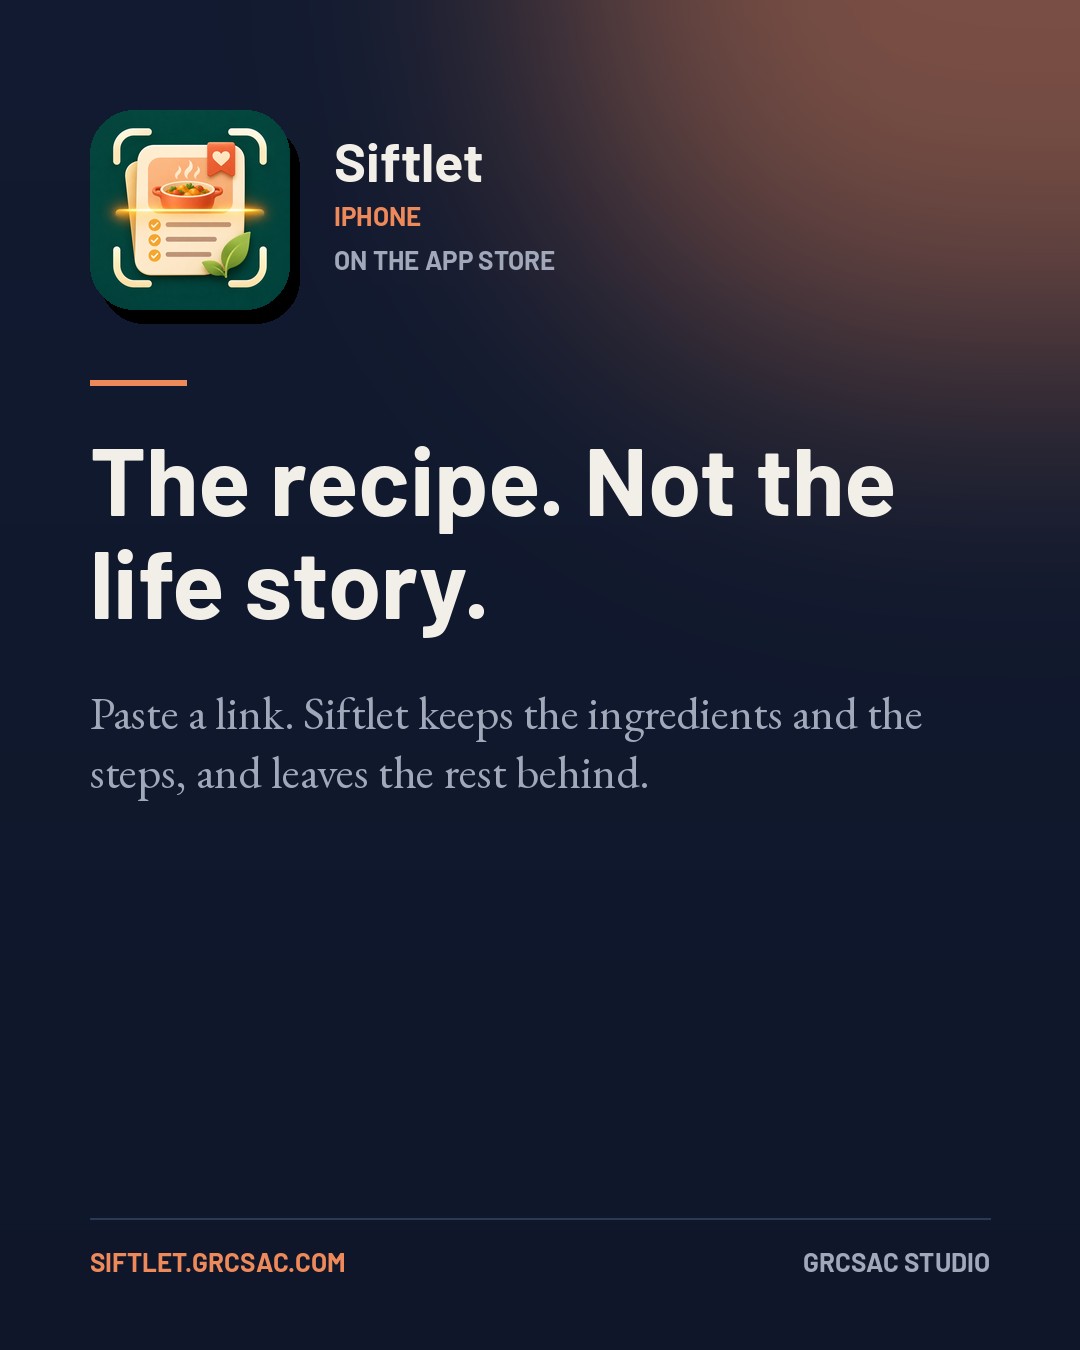 Siftlet
IPHONE
ON THE APP STORE
The recipe. Not the
life story.
Paste a link. Siftlet keeps the ingredients and the
steps, and leaves the rest behind.
SIFTLET.GRCSAC.COM
GRCSAC STUDIO